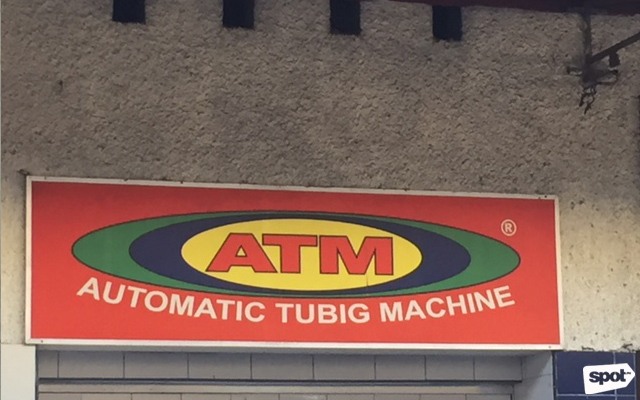 ATM
®
AUTOMATIC TUBIG MACHINE
spot